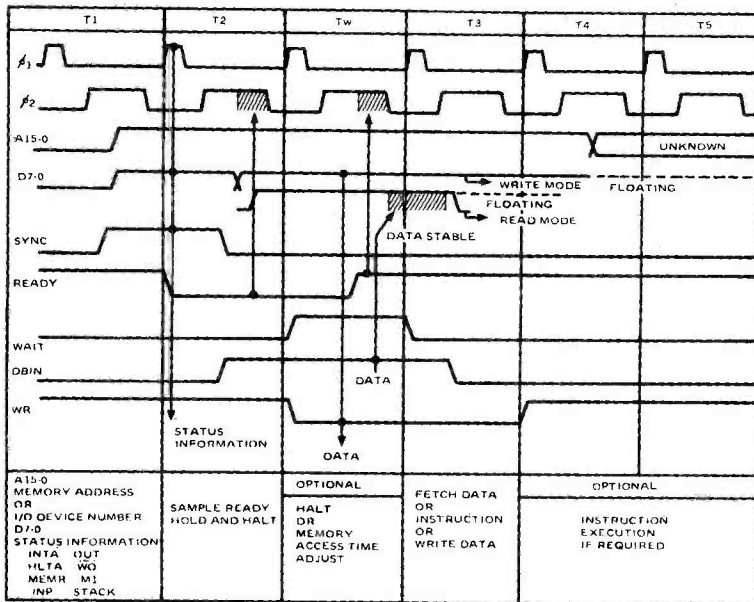 T1 T2 TW T3 T4 T5
φ1
φ2
A15-0
UNKNOWN
D7-0
WRITE MODE
FLOATING
FLOATING
READ MODE
DATA STABLE
SYNC
READY
WAIT
DBIN
DATA
WR
STATUS
INFORMATION
DATA
A15-0
MEMORY ADDRESS
OR
I/O DEVICE NUMBER
D7-0
STATUS INFORMATION
INTA OUT
HLTA WO
MEMR M1
INP STACK
SAMPLE READY
HOLD AND HALT
OPTIONAL
HALT
OR
MEMORY
ACCESS TIME
ADJUST
FETCH DATA
OR
INSTRUCTION
OR
WRITE DATA
OPTIONAL
INSTRUCTION
EXECUTION
IF REQUIRED